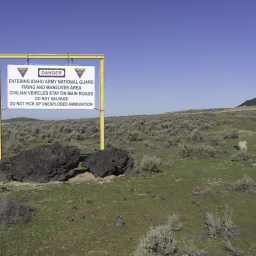 DANGER
ENTERING IDAHO ARMY NATIONAL GUARD
FIRING AND MANEUVER AREA
CIVILIAN VEHICLES STAY ON MAIN ROADS
DO NOT SALVAGE
DO NOT PICK UP UNEXPLODED AMMUNITION